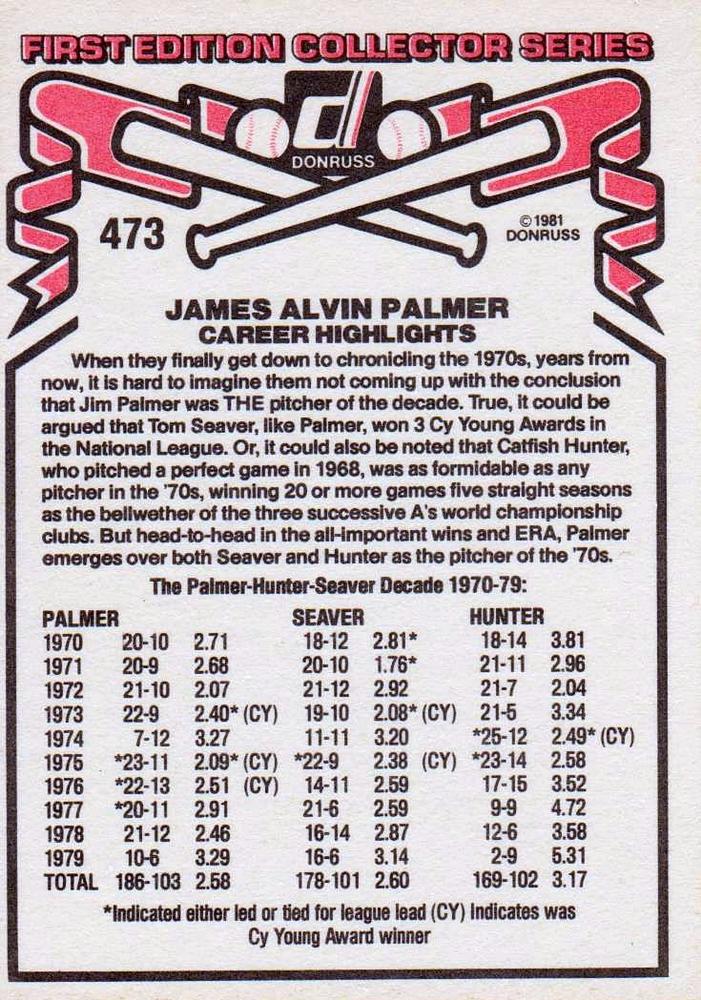 FIRST EDITION COLLECTOR SERIES
d
DONRUSS
473
© 1981
DONRUSS
JAMES ALVIN PALMER
CAREER HIGHLIGHTS
When they finally get down to chronicling the 1970s, years from
now, it is hard to imagine them not coming up with the conclusion
that Jim Palmer was THE pitcher of the decade. True, it could be
argued that Tom Seaver, like Palmer, won 3 Cy Young Awards in
the National League. Or, it could also be noted that Catfish Hunter,
who pitched a perfect game in 1968, was as formidable as any
pitcher in the '70s, winning 20 or more games five straight seasons
as the bellwether of the three successive A's world championship
clubs. But head-to-head in the all-important wins and ERA, Palmer
emerges over both Seaver and Hunter as the pitcher of the '70s.
The Palmer-Hunter-Seaver Decade 1970-79:
PALMER SEAVER HUNTER
1970 20-10 2.71 18-12 2.81* 18-14 3.81
1971 20-9 2.68 20-10 1.76* 21-11 2.96
1972 21-10 2.07 21-12 2.92 21-7 2.04
1973 22-9 2.40* (CY) 19-10 2.08* (CY) 21-5 3.34
1974 7-12 3.27 11-11 3.20 *25-12 2.49* (CY)
1975 *23-11 2.09* (CY) *22-9 2.38 (CY) *23-14 2.58
1976 *22-13 2.51 (CY) 14-11 2.59 17-15 3.52
1977 *20-11 2.91 21-6 2.59 9-9 4.72
1978 21-12 2.46 16-14 2.87 12-6 3.58
1979 10-6 3.29 16-6 3.14 2-9 5.31
TOTAL 186-103 2.58 178-101 2.60 169-102 3.17
*Indicated either led or tied for league lead (CY) Indicates was
Cy Young Award winner